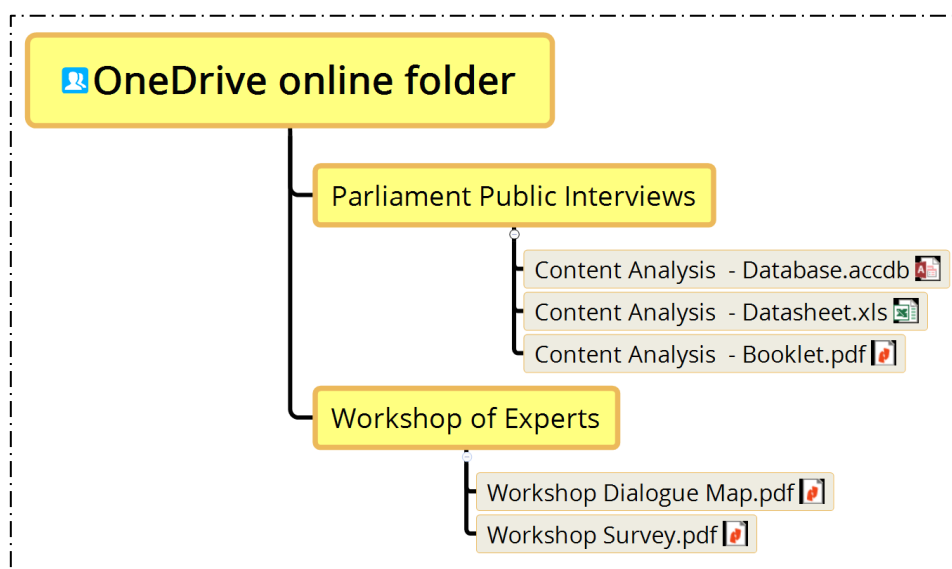 OneDrive online folder
Parliament Public Interviews
Content Analysis  - Database.accdb
Content Analysis  - Datasheet.xls
Content Analysis  - Booklet.pdf
Workshop of Experts
Workshop Dialogue Map.pdf
Workshop Survey.pdf